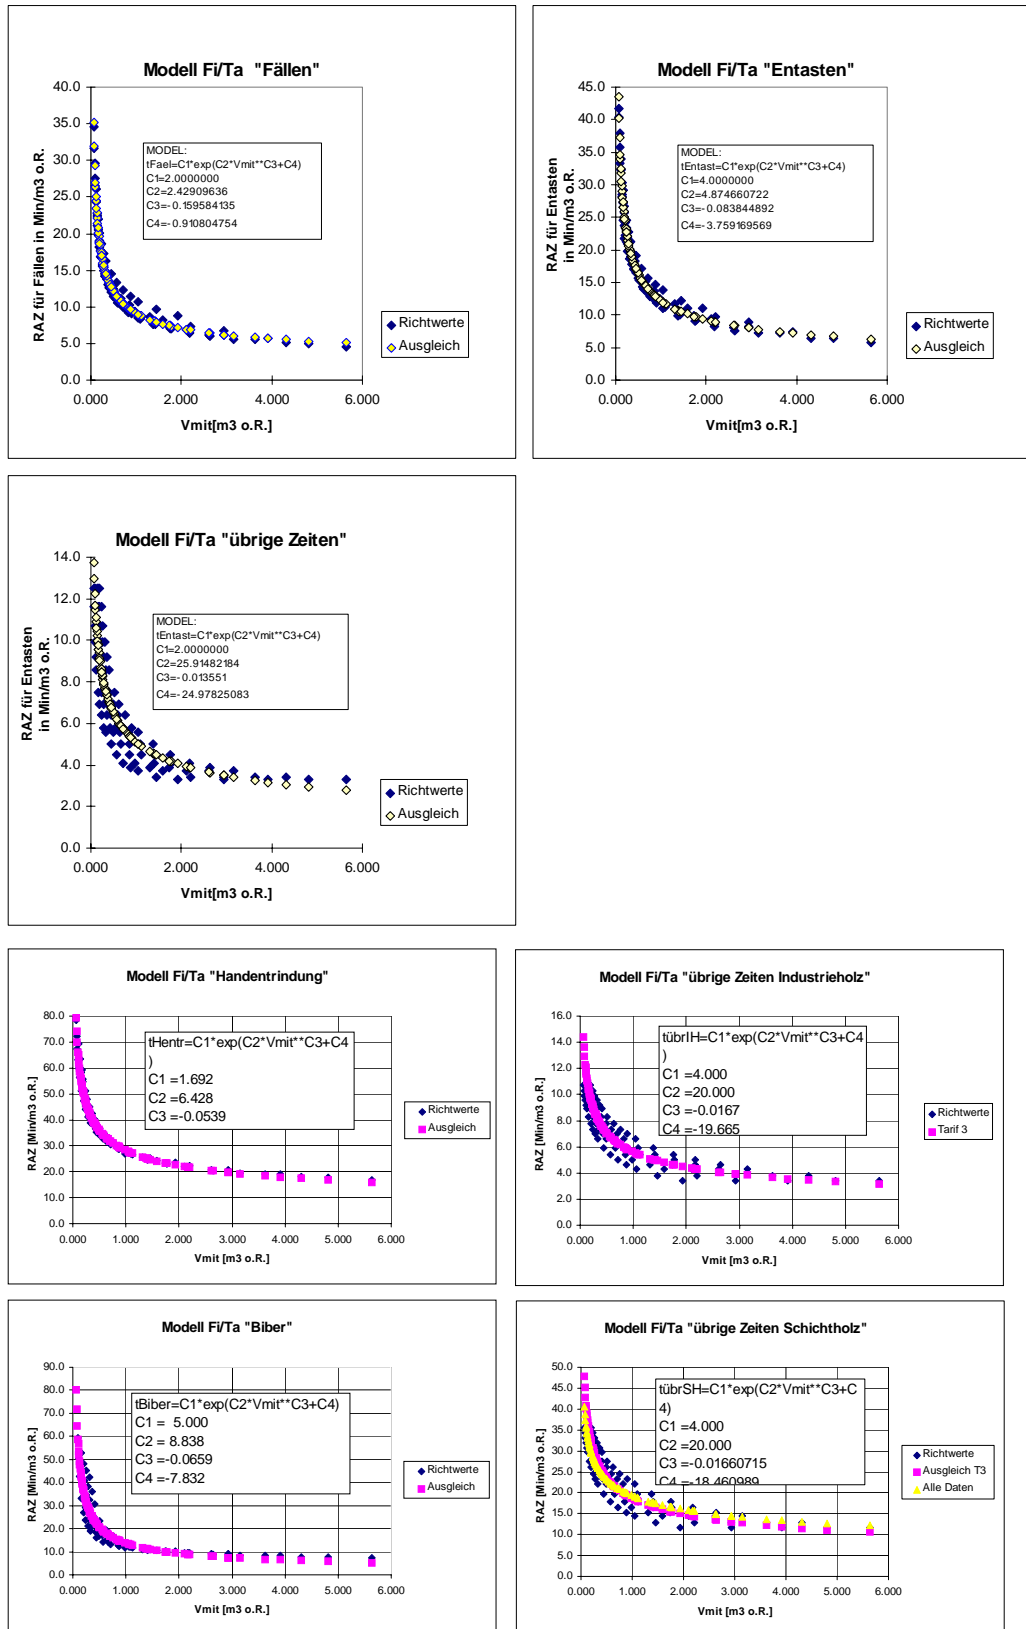 Modell Fi/Ta "Fällen"
40.0
35.0
30.0
25.0
20.0
15.0
10.0
5.0
0.0
RAZ für Fällen in Min/m3 o.R.
MODEL:
tFael=C1*exp(C2*Vmit**C3+C4)
C1=2.0000000
C2=2.42909636
C3=-0.159584135
C4=-0.910804754
Richtwerte
Ausgleich
0.000 2.000 4.000 6.000
Vmit[m3 o.R.]
Modell Fi/Ta "Entasten"
45.0
40.0
35.0
30.0
25.0
20.0
15.0
10.0
5.0
0.0
RAZ für Entasten
in Min/m3 o.R.
MODEL:
tEntast=C1*exp(C2*Vmit**C3+C4)
C1=4.0000000
C2=4.874660722
C3=-0.083844892
C4=-3.759169569
Richtwerte
Ausgleich
0.000 2.000 4.000 6.000
Vmit[m3 o.R.]
Modell Fi/Ta "übrige Zeiten"
14.0
12.0
10.0
8.0
6.0
4.0
2.0
0.0
RAZ für Entasten
in Min/m3 o.R.
MODEL:
tEntast=C1*exp(C2*Vmit**C3+C4)
C1=2.0000000
C2=25.91482184
C3=-0.013551
C4=-24.97825083
Richtwerte
Ausgleich
0.000 2.000 4.000 6.000
Vmit[m3 o.R.]
Modell Fi/Ta "Handentrindung"
80.0
70.0
60.0
50.0
40.0
30.0
20.0
10.0
0.0
RAZ [Min/m3 o.R.]
tHentr=C1*exp(C2*Vmit**C3+C4
)
C1 =1.692
C2 =6.428
C3 =-0.0539
Richtwerte
Ausgleich
0.000 1.000 2.000 3.000 4.000 5.000 6.000
Vmit [m3 o.R.]
Modell Fi/Ta "übrige Zeiten Industrieholz"
16.0
14.0
12.0
10.0
8.0
6.0
4.0
2.0
0.0
RAZ [Min/m3 o.R.]
tübrIH=C1*exp(C2*Vmit**C3+C4
)
C1 =4.000
C2 =20.000
C3 =-0.0167
C4 =-19.665
Richtwerte
Tarif 3
0.000 1.000 2.000 3.000 4.000 5.000 6.000
Vmit [m3 o.R.]
Modell Fi/Ta "Biber"
90.0
80.0
70.0
60.0
50.0
40.0
30.0
20.0
10.0
0.0
RAZ [Min/m3 o.R.]
tBiber=C1*exp(C2*Vmit**C3+C4)
C1 = 5.000
C2 = 8.838
C3 =-0.0659
C4 =-7.832
Richtwerte
Ausgleich
0.000 1.000 2.000 3.000 4.000 5.000 6.000
Vmit [m3 o.R.]
Modell Fi/Ta "übrige Zeiten Schichtholz"
50.0
45.0
40.0
35.0
30.0
25.0
20.0
15.0
10.0
5.0
0.0
RAZ [Min/m3 o.R.]
tübrSH=C1*exp(C2*Vmit**C3+C
4)
C1 =4.000
C2 =20.000
C3 =-0.01660715
C4 =-18.460989
Richtwerte
Ausgleich T3
Alle Daten
0.000 1.000 2.000 3.000 4.000 5.000 6.000
Vmit [m3 o.R.]